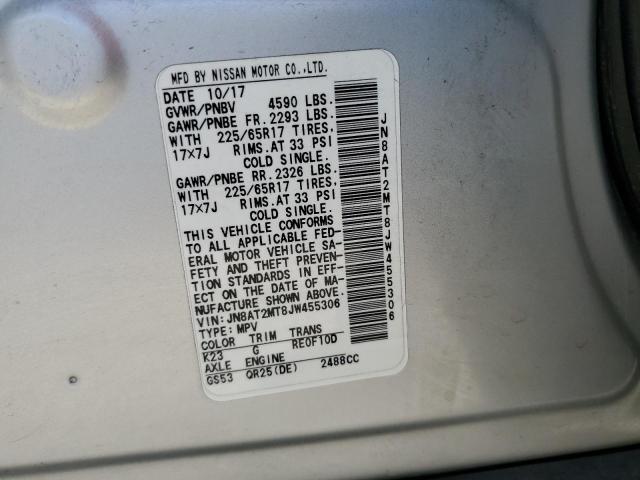 MFD BY NISSAN MOTOR CO.,LTD.
DATE 10/17
GVWR/PNBV 4590 LBS.
GAWR/PNBE FR. 2293 LBS.
WITH 225/65R17 TIRES,
17x7J RIMS.AT 33 PSI
COLD SINGLE.
GAWR/PNBE RR. 2326 LBS.
WITH 225/65R17 TIRES,
17x7J RIMS.AT 33 PSI
COLD SINGLE.
THIS VEHICLE CONFORMS
TO ALL APPLICABLE FED-
ERAL MOTOR VEHICLE SA-
FETY AND THEFT PREVEN-
TION STANDARDS IN EFF-
ECT ON THE DATE OF MA-
NUFACTURE SHOWN ABOVE.
VIN: JN8AT2MT8JW455306
TYPE: MPV
COLOR TRIM TRANS
K23 G RE0F10D
AXLE ENGINE
GS53 QR25(DE) 2488CC
JN8AT2MT8JW455306